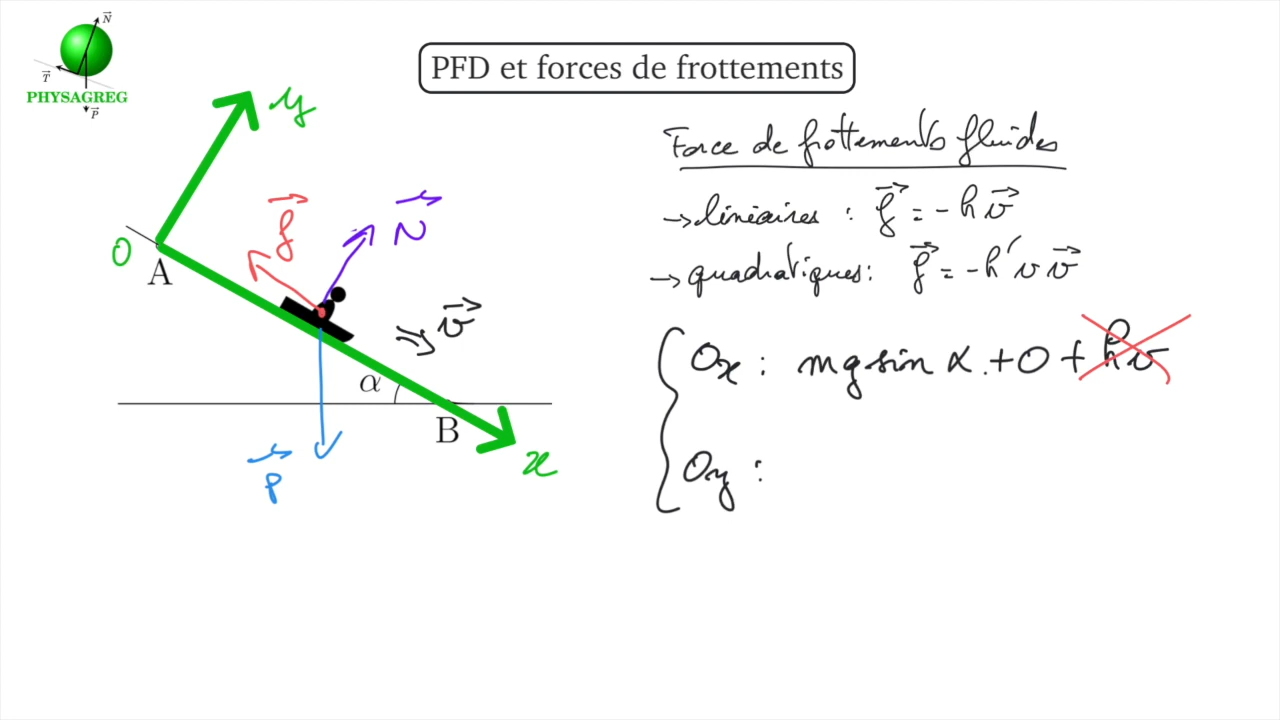 N⃗
T⃗
PHYSAGREG
P⃗
PFD et forces de frottements
y
Force de frottements fluides
f⃗
N⃗
→ linéaires : f⃗ = - h v⃗
O
A
→ quadratiques : f⃗ = - h' v v⃗
v⃗
Ox : mg sin α + 0 + hv
α
B
x
P⃗
Oy :